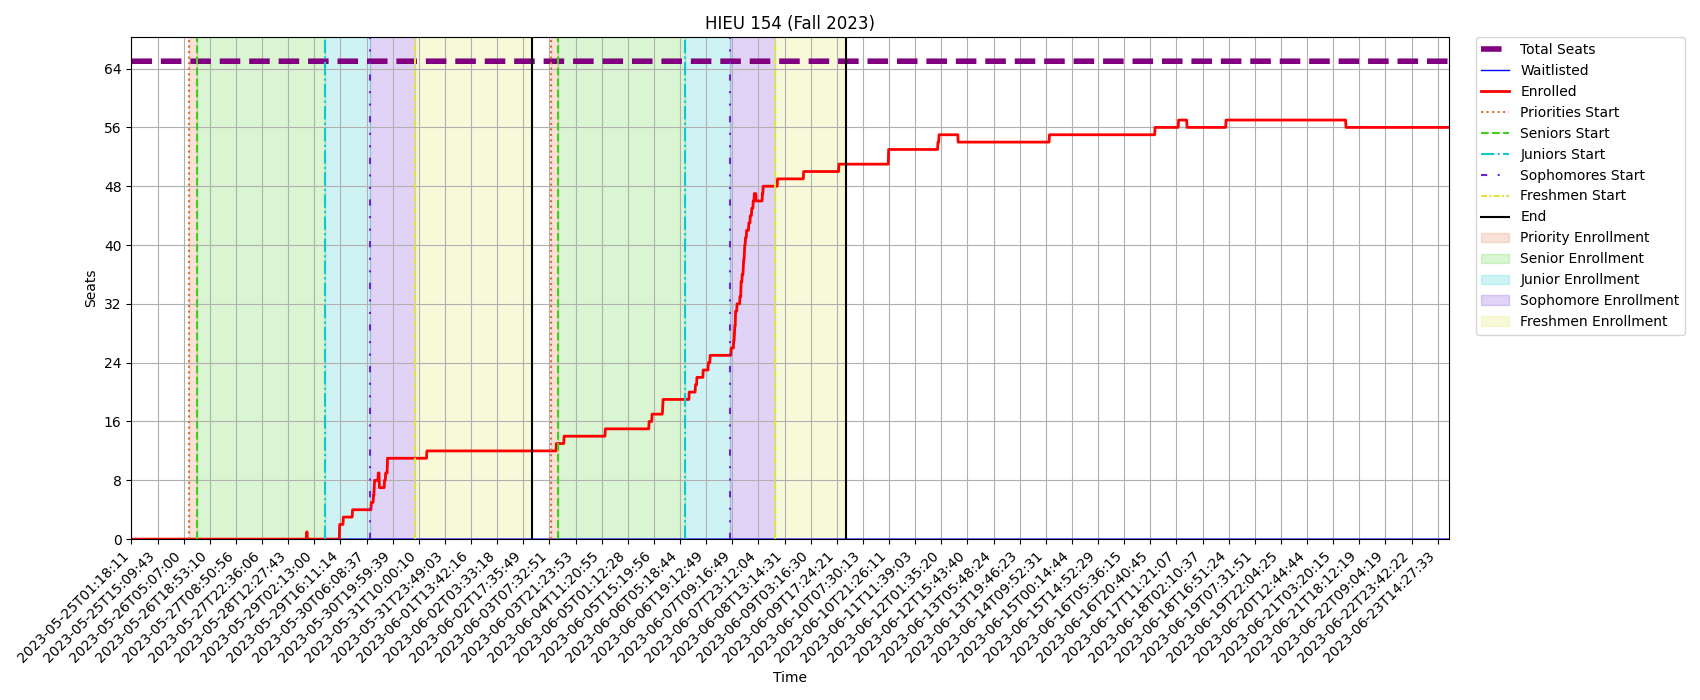 HIEU 154 (Fall 2023)
Total Seats
Waitlisted
Enrolled
Priorities Start
Seniors Start
Juniors Start
Sophomores Start
Freshmen Start
End
Priority Enrollment
Senior Enrollment
Junior Enrollment
Sophomore Enrollment
Freshmen Enrollment
Seats
64
56
48
40
32
24
16
8
0
2023-05-25T01:18:11
2023-05-25T15:09:43
2023-05-26T05:07:00
2023-05-26T18:53:10
2023-05-27T08:50:56
2023-05-27T22:36:06
2023-05-28T12:27:43
2023-05-29T02:13:00
2023-05-29T16:11:14
2023-05-30T06:08:37
2023-05-30T19:59:39
2023-05-31T10:00:10
2023-05-31T23:49:03
2023-06-01T13:42:16
2023-06-02T03:33:18
2023-06-02T17:35:49
2023-06-03T07:32:51
2023-06-03T21:23:53
2023-06-04T11:20:55
2023-06-05T01:12:28
2023-06-05T15:19:56
2023-06-06T05:18:44
2023-06-06T19:12:49
2023-06-07T09:16:49
2023-06-07T23:12:04
2023-06-08T13:14:31
2023-06-09T03:16:30
2023-06-09T17:24:21
2023-06-10T07:30:13
2023-06-10T21:26:11
2023-06-11T11:39:03
2023-06-12T01:35:20
2023-06-12T15:43:40
2023-06-13T05:48:24
2023-06-13T19:46:23
2023-06-14T09:52:31
2023-06-15T00:14:44
2023-06-15T14:52:29
2023-06-16T05:36:15
2023-06-16T20:40:45
2023-06-17T11:21:07
2023-06-18T02:10:37
2023-06-18T16:51:24
2023-06-19T07:31:51
2023-06-19T22:04:25
2023-06-20T12:44:44
2023-06-21T03:20:15
2023-06-21T18:12:19
2023-06-22T09:04:19
2023-06-22T23:42:22
2023-06-23T14:27:33
Time